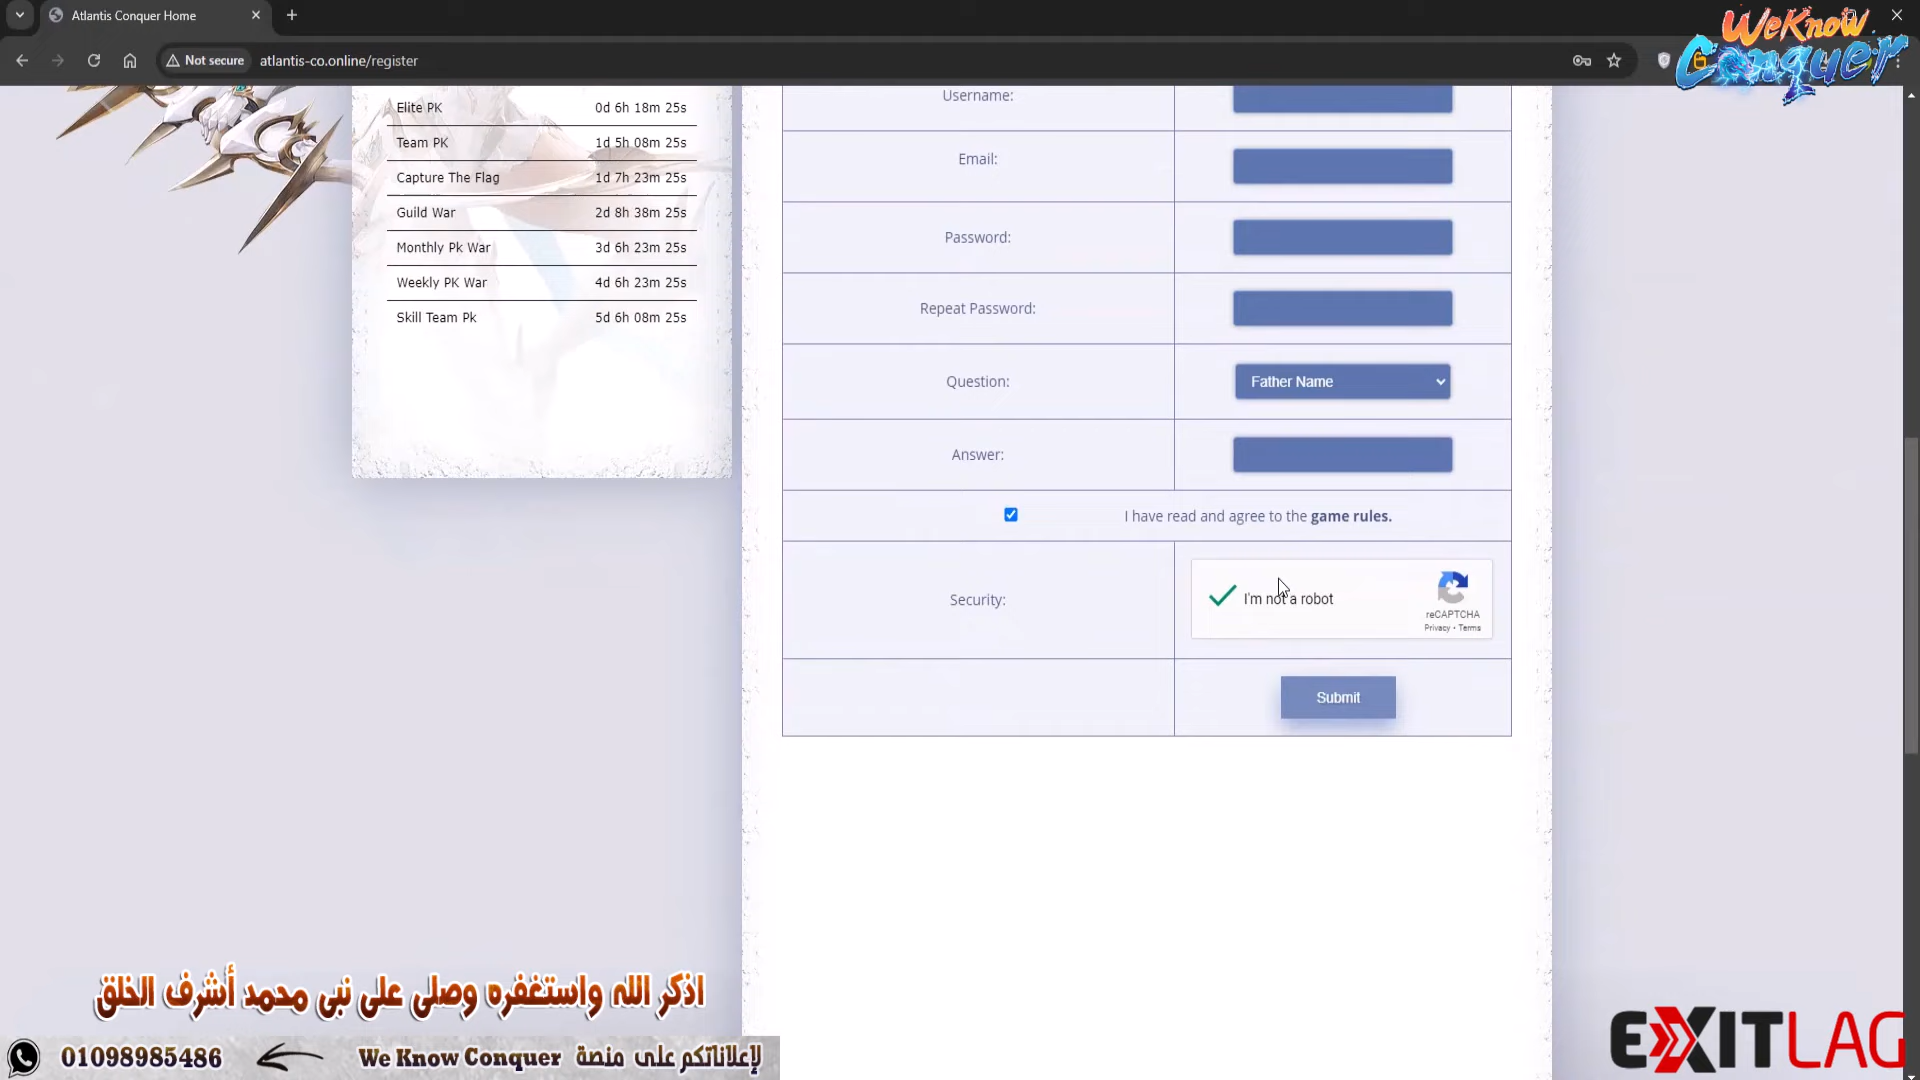 Atlantis Conquer Home
WeKnow
Conquer
Not secure
atlantis-co.online/register
Elite PK 0d 6h 18m 25s
Team PK 1d 5h 08m 25s
Capture The Flag 1d 7h 23m 25s
Guild War 2d 8h 38m 25s
Monthly Pk War 3d 6h 23m 25s
Weekly PK War 4d 6h 23m 25s
Skill Team Pk 5d 6h 08m 25s
Username:
Email:
Password:
Repeat Password:
Question: Father Name
Answer:
I have read and agree to the game rules.
Security:
I'm not a robot
reCAPTCHA
Privacy • Terms
Submit
اذكر الله واستغفره وصلى على نبى محمد أشرف الخلق
لإعلاناتكم على منصة We Know Conquer
01098985486
EXITLAG